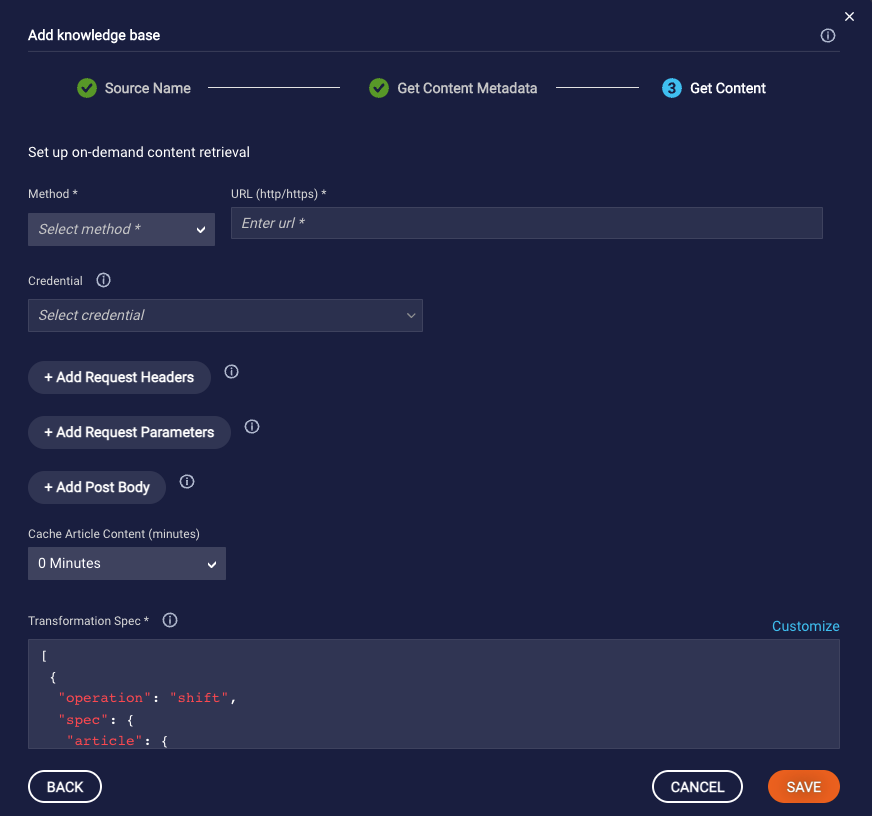 Add knowledge base
Source Name
Get Content Metadata
3 Get Content
Set up on-demand content retrieval
Method *
URL (http/https) *
Select method *
Enter url *
Credential
Select credential
+ Add Request Headers
+ Add Request Parameters
+ Add Post Body
Cache Article Content (minutes)
0 Minutes
Transformation Spec *
Customize
[
{
"operation": "shift",
"spec": {
"article": {
BACK
CANCEL
SAVE